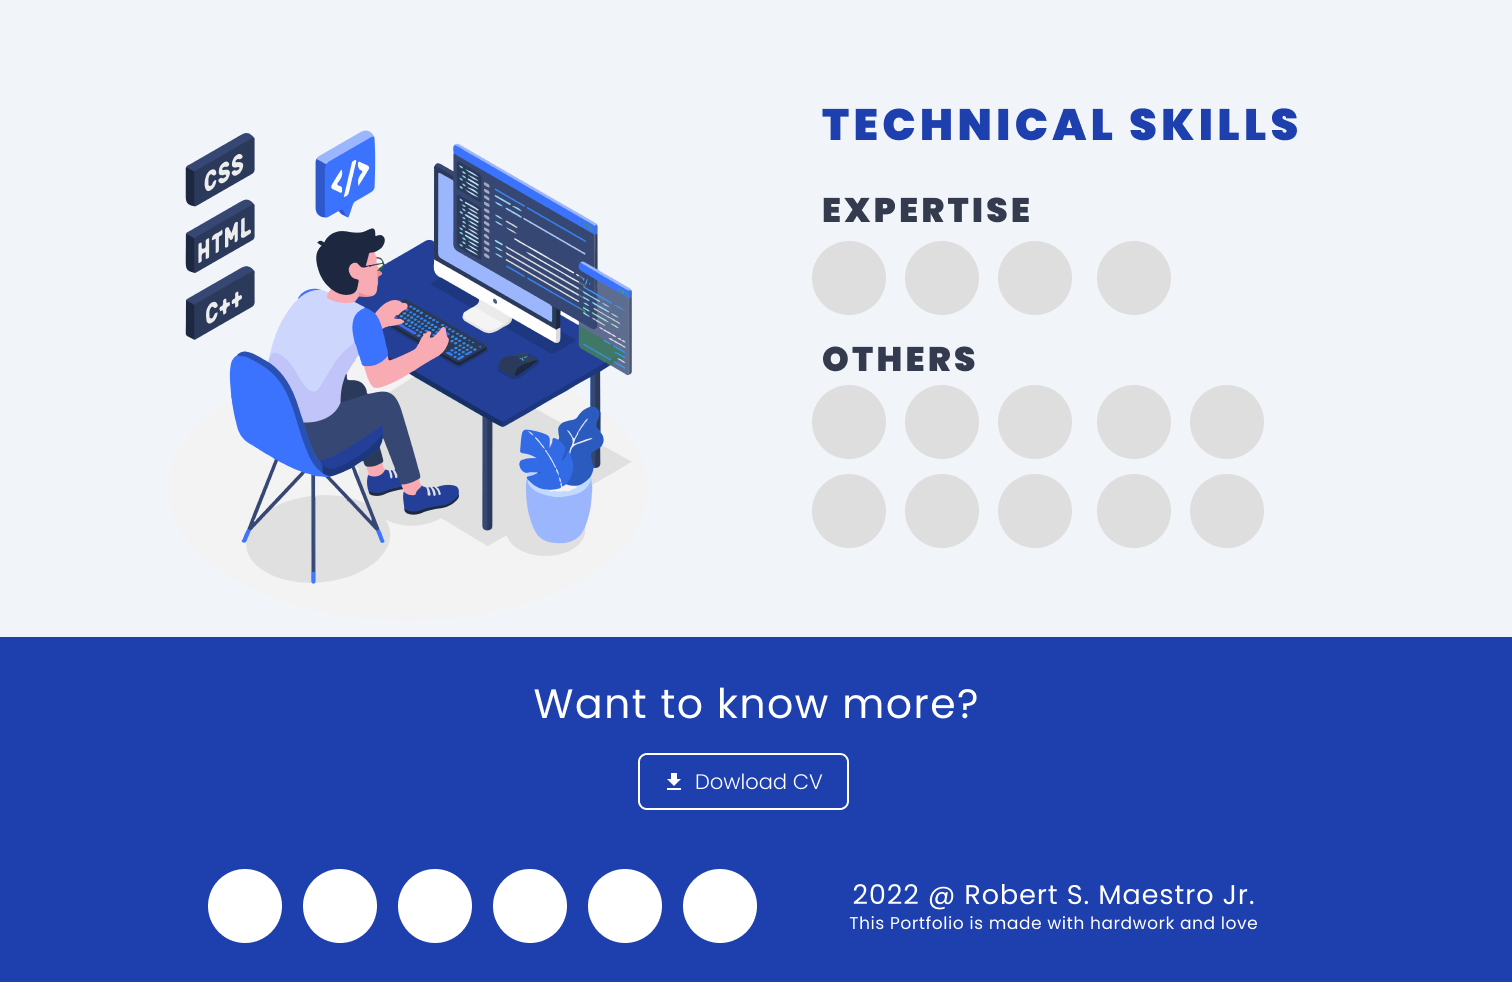 CSS
HTML
C++
</>
TECHNICAL SKILLS
EXPERTISE
OTHERS
Want to know more?
Dowload CV
2022 @ Robert S. Maestro Jr.
This Portfolio is made with hardwork and love